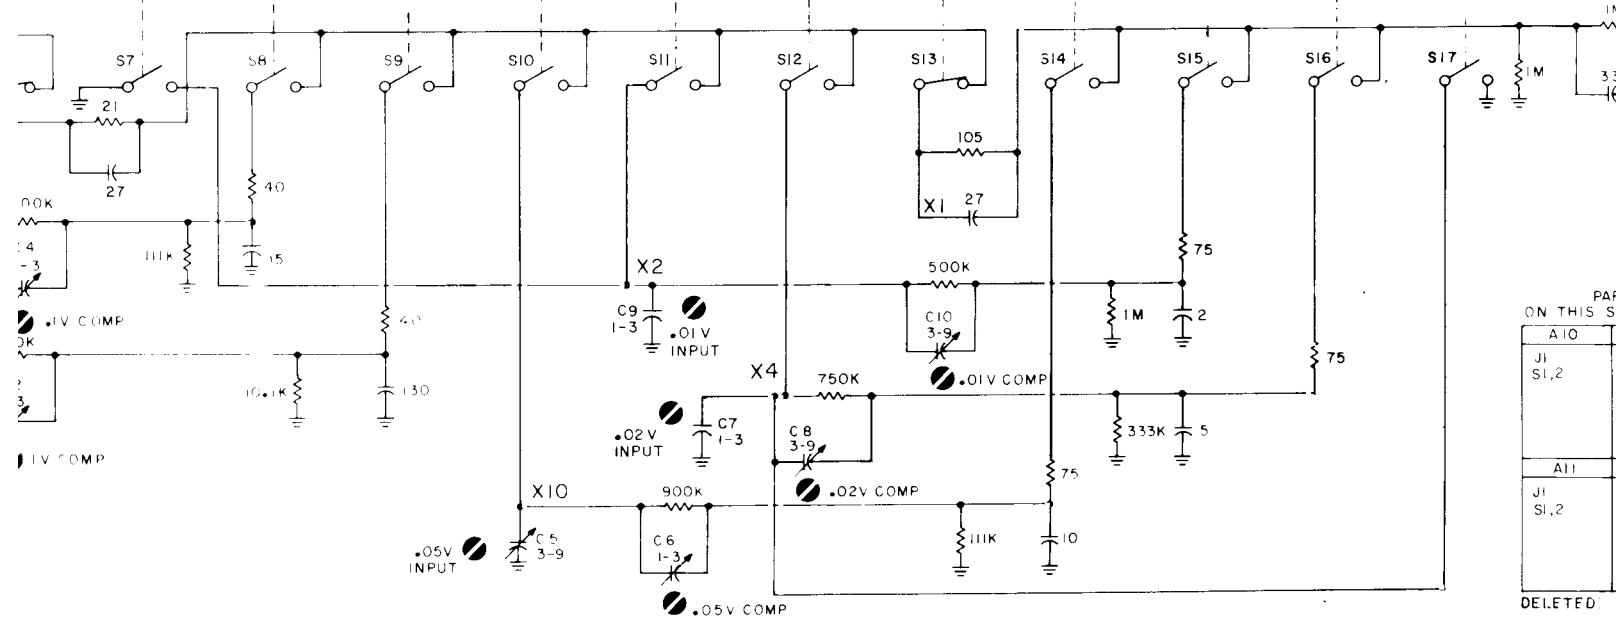 S7
S8
S9
S10
S11
S12
S13
S14
S15
S16
S17
1M
21
27
105
X1
27
40
00K
111K
.1V COMP
X2
C9
1-3
.01V
INPUT
500K
C10
3-9
.01V COMP
75
1M
2
40
10.1K
130
X4
750K
C7
1-3
.02V
INPUT
C8
3-9
.02V COMP
333K
5
75
75
X10
900K
C5
3-9
.05V
INPUT
C6
1-3
.05V COMP
111K
10
ON THIS S
A10
J1
S1,2
A11
J1
S1,2
DELETED: